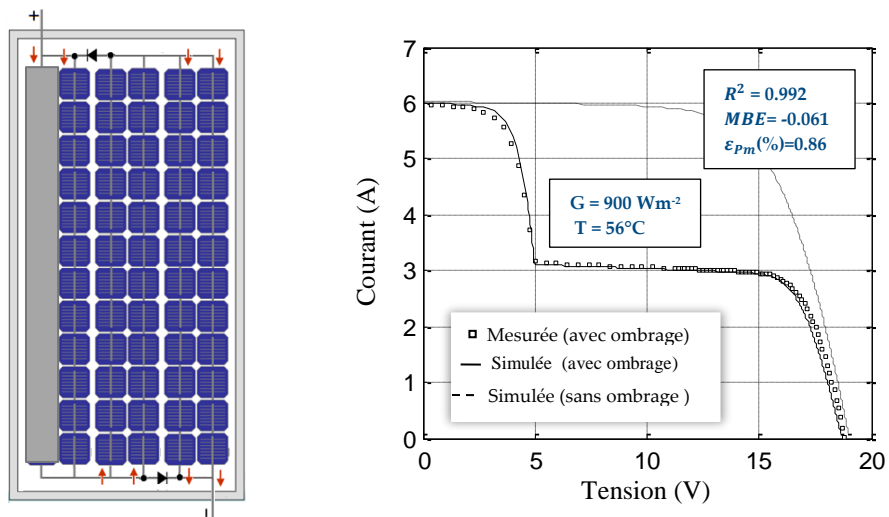 +
7
6
5
4
3
2
1
0
Courant (A)
R² = 0.992
MBE= -0.061
ε_Pm(%)=0.86
G = 900 Wm⁻²
T = 56°C
Mesurée (avec ombrage)
Simulée (avec ombrage)
Simulée (sans ombrage )
0 5 10 15 20
Tension (V)